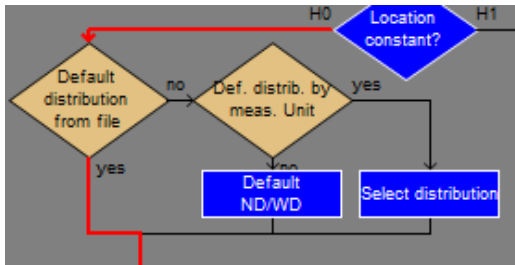 H0
Location
constant?
H1
Default
distribution
from file
no
Def. distrib. by
meas. Unit
yes
yes
no
Default
ND/WD
Select distribution